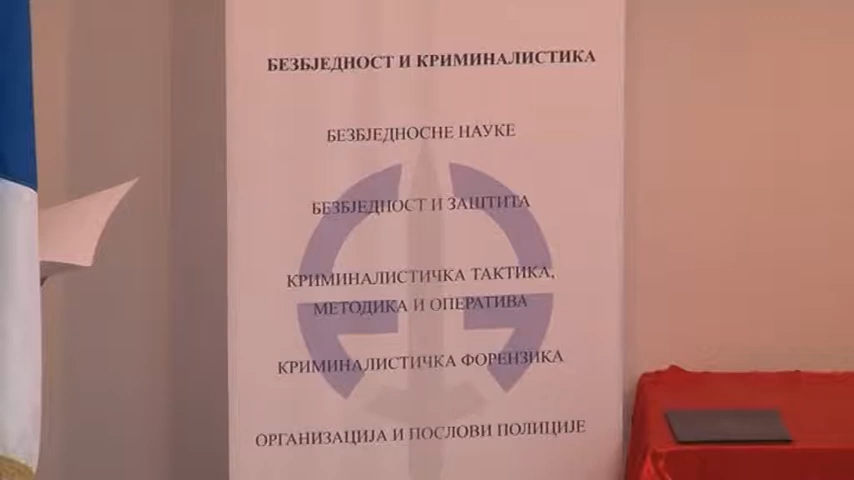 БЕЗБЈЕДНОСТ И КРИМИНАЛИСТИКА
БЕЗБЈЕДНОСНЕ НАУКЕ
БЕЗБЈЕДНОСТ И ЗАШТИТА
КРИМИНАЛИСТИЧКА ТАКТИКА,
МЕТОДИКА И ОПЕРАТИВА
КРИМИНАЛИСТИЧКА ФОРЕНЗИКА
ОРГАНИЗАЦИЈА И ПОСЛОВИ ПОЛИЦИЈЕ